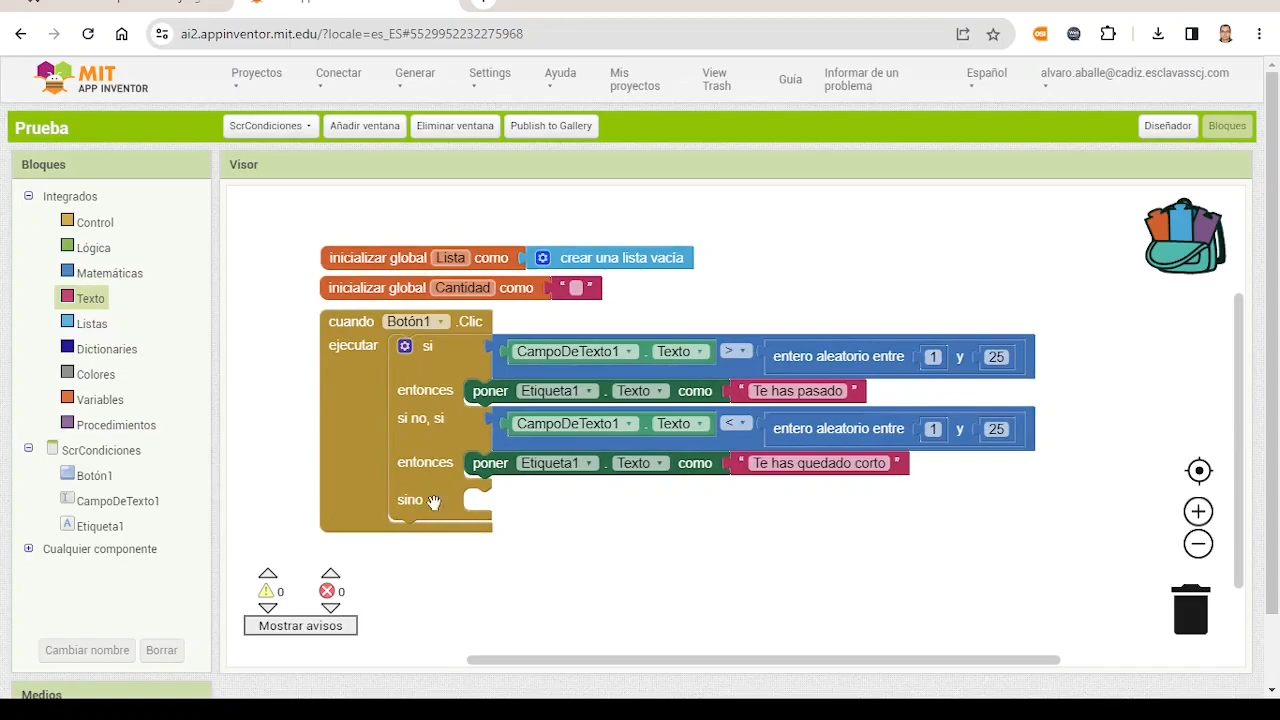 ai2.appinventor.mit.edu/?locale=es_ES#5529952232275968
MIT
APP INVENTOR
Proyectos
Conectar
Generar
Settings
Ayuda
Mis proyectos
View Trash
Guía
Informar de un problema
Español
alvaro.aballe@cadiz.esclavasscj.com
Prueba
ScrCondiciones
Añadir ventana
Eliminar ventana
Publish to Gallery
Diseñador
Bloques
Bloques
Visor
Integrados
Control
Lógica
Matemáticas
Texto
Listas
Dictionaries
Colores
Variables
Procedimientos
ScrCondiciones
Botón1
CampoDeTexto1
Etiqueta1
Cualquier componente
Cambiar nombre
Borrar
Medios
inicializar global Lista como crear una lista vacía
inicializar global Cantidad como “ ”
cuando Botón1 .Clic
ejecutar si CampoDeTexto1 . Texto > entero aleatorio entre 1 y 25
entonces poner Etiqueta1 . Texto como “ Te has pasado ”
si no, si CampoDeTexto1 . Texto < entero aleatorio entre 1 y 25
entonces poner Etiqueta1 . Texto como “ Te has quedado corto ”
sino
0
0
Mostrar avisos